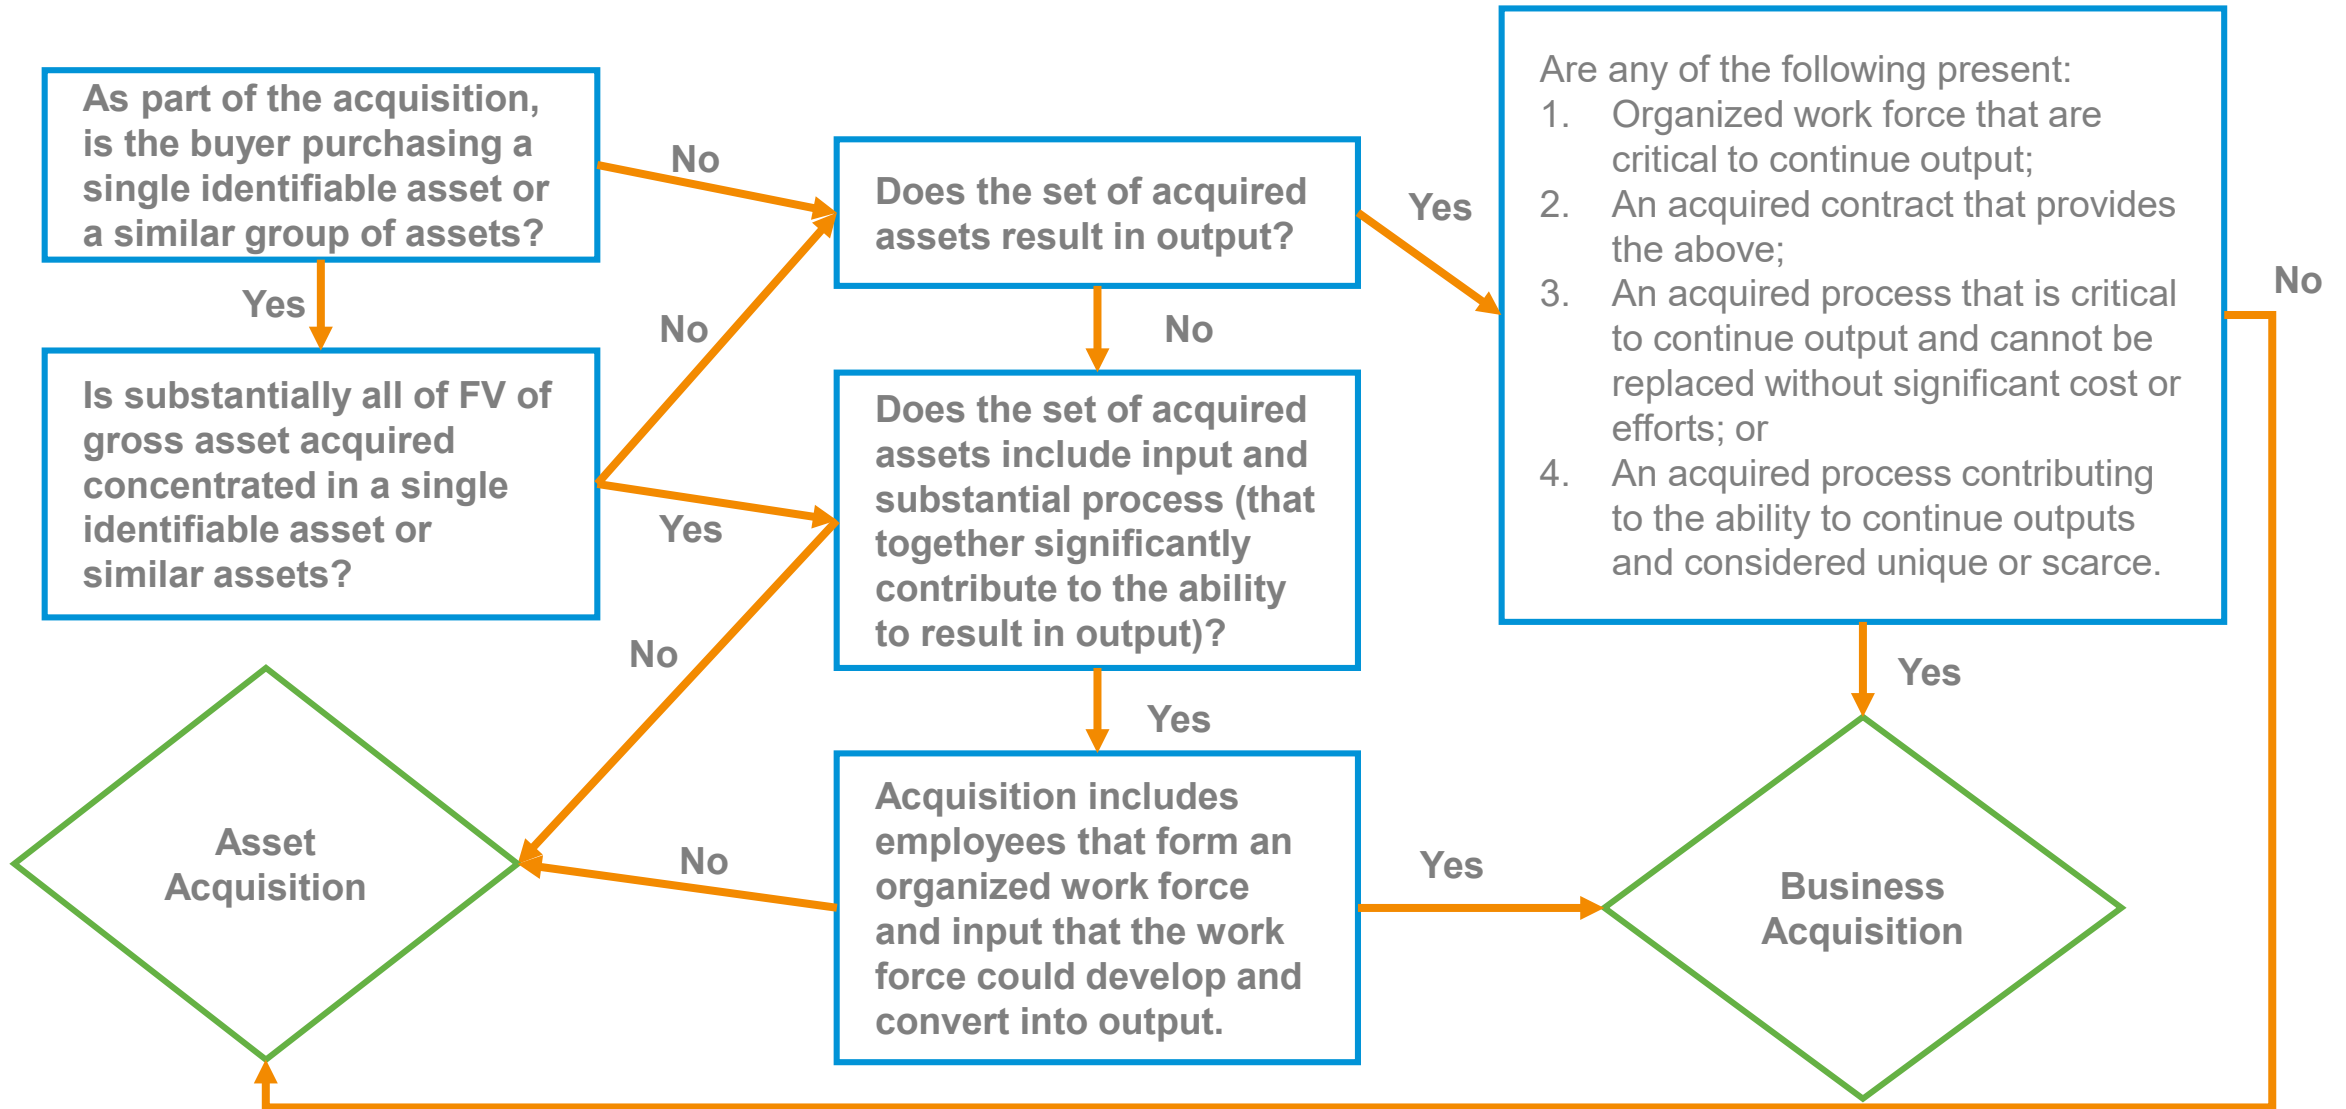 As part of the acquisition,
is the buyer purchasing a
single identifiable asset or
a similar group of assets?
No
Yes
Is substantially all of FV of
gross asset acquired
concentrated in a single
identifiable asset or
similar assets?
No
Yes
Does the set of acquired
assets result in output?
Yes
No
Does the set of acquired
assets include input and
substantial process (that
together significantly
contribute to the ability
to result in output)?
No
Yes
Acquisition includes
employees that form an
organized work force
and input that the work
force could develop and
convert into output.
No
Yes
Are any of the following present:
1. Organized work force that are
critical to continue output;
2. An acquired contract that provides
the above;
3. An acquired process that is critical
to continue output and cannot be
replaced without significant cost or
efforts; or
4. An acquired process contributing
to the ability to continue outputs
and considered unique or scarce.
No
Yes
Asset
Acquisition
Business
Acquisition